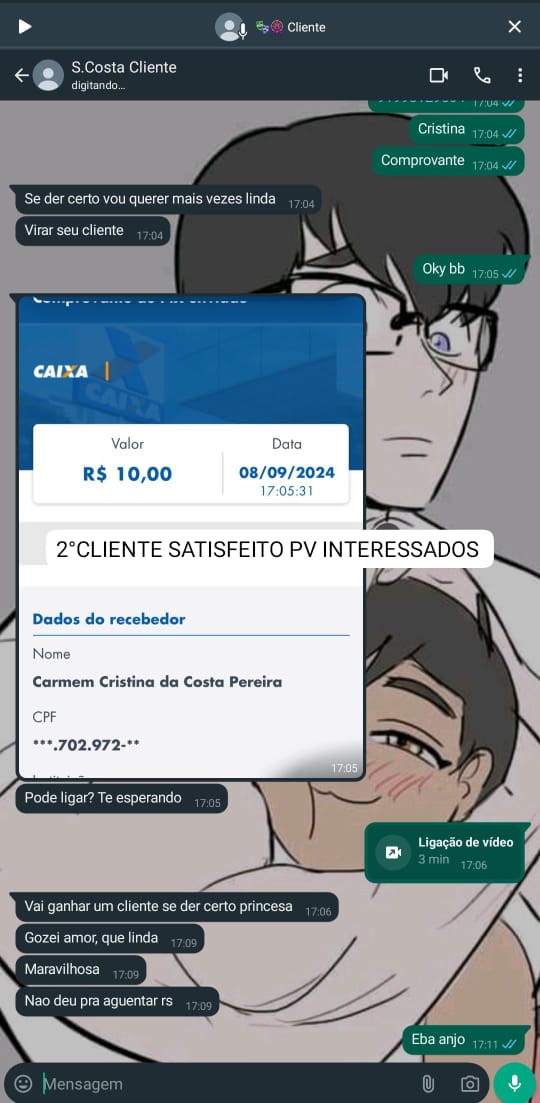 Cliente
S.Costa Cliente
digitando...
17:04
Cristina 17:04
Comprovante 17:04
Se der certo vou querer mais vezes linda 17:04
Virar seu cliente 17:04
Oky bb 17:05
CAIXA
CAIXA
Valor
Data
R$ 10,00
08/09/2024
17:05:31
2°CLIENTE SATISFEITO PV INTERESSADOS
Dados do recebedor
Nome
Carmem Cristina da Costa Pereira
CPF
***.702.972-**
17:05
Pode ligar? Te esperando 17:05
Ligação de vídeo
3 min 17:06
Vai ganhar um cliente se der certo princesa 17:06
Gozei amor, que linda 17:09
Maravilhosa 17:09
Nao deu pra aguentar rs 17:09
Eba anjo 17:11
Mensagem